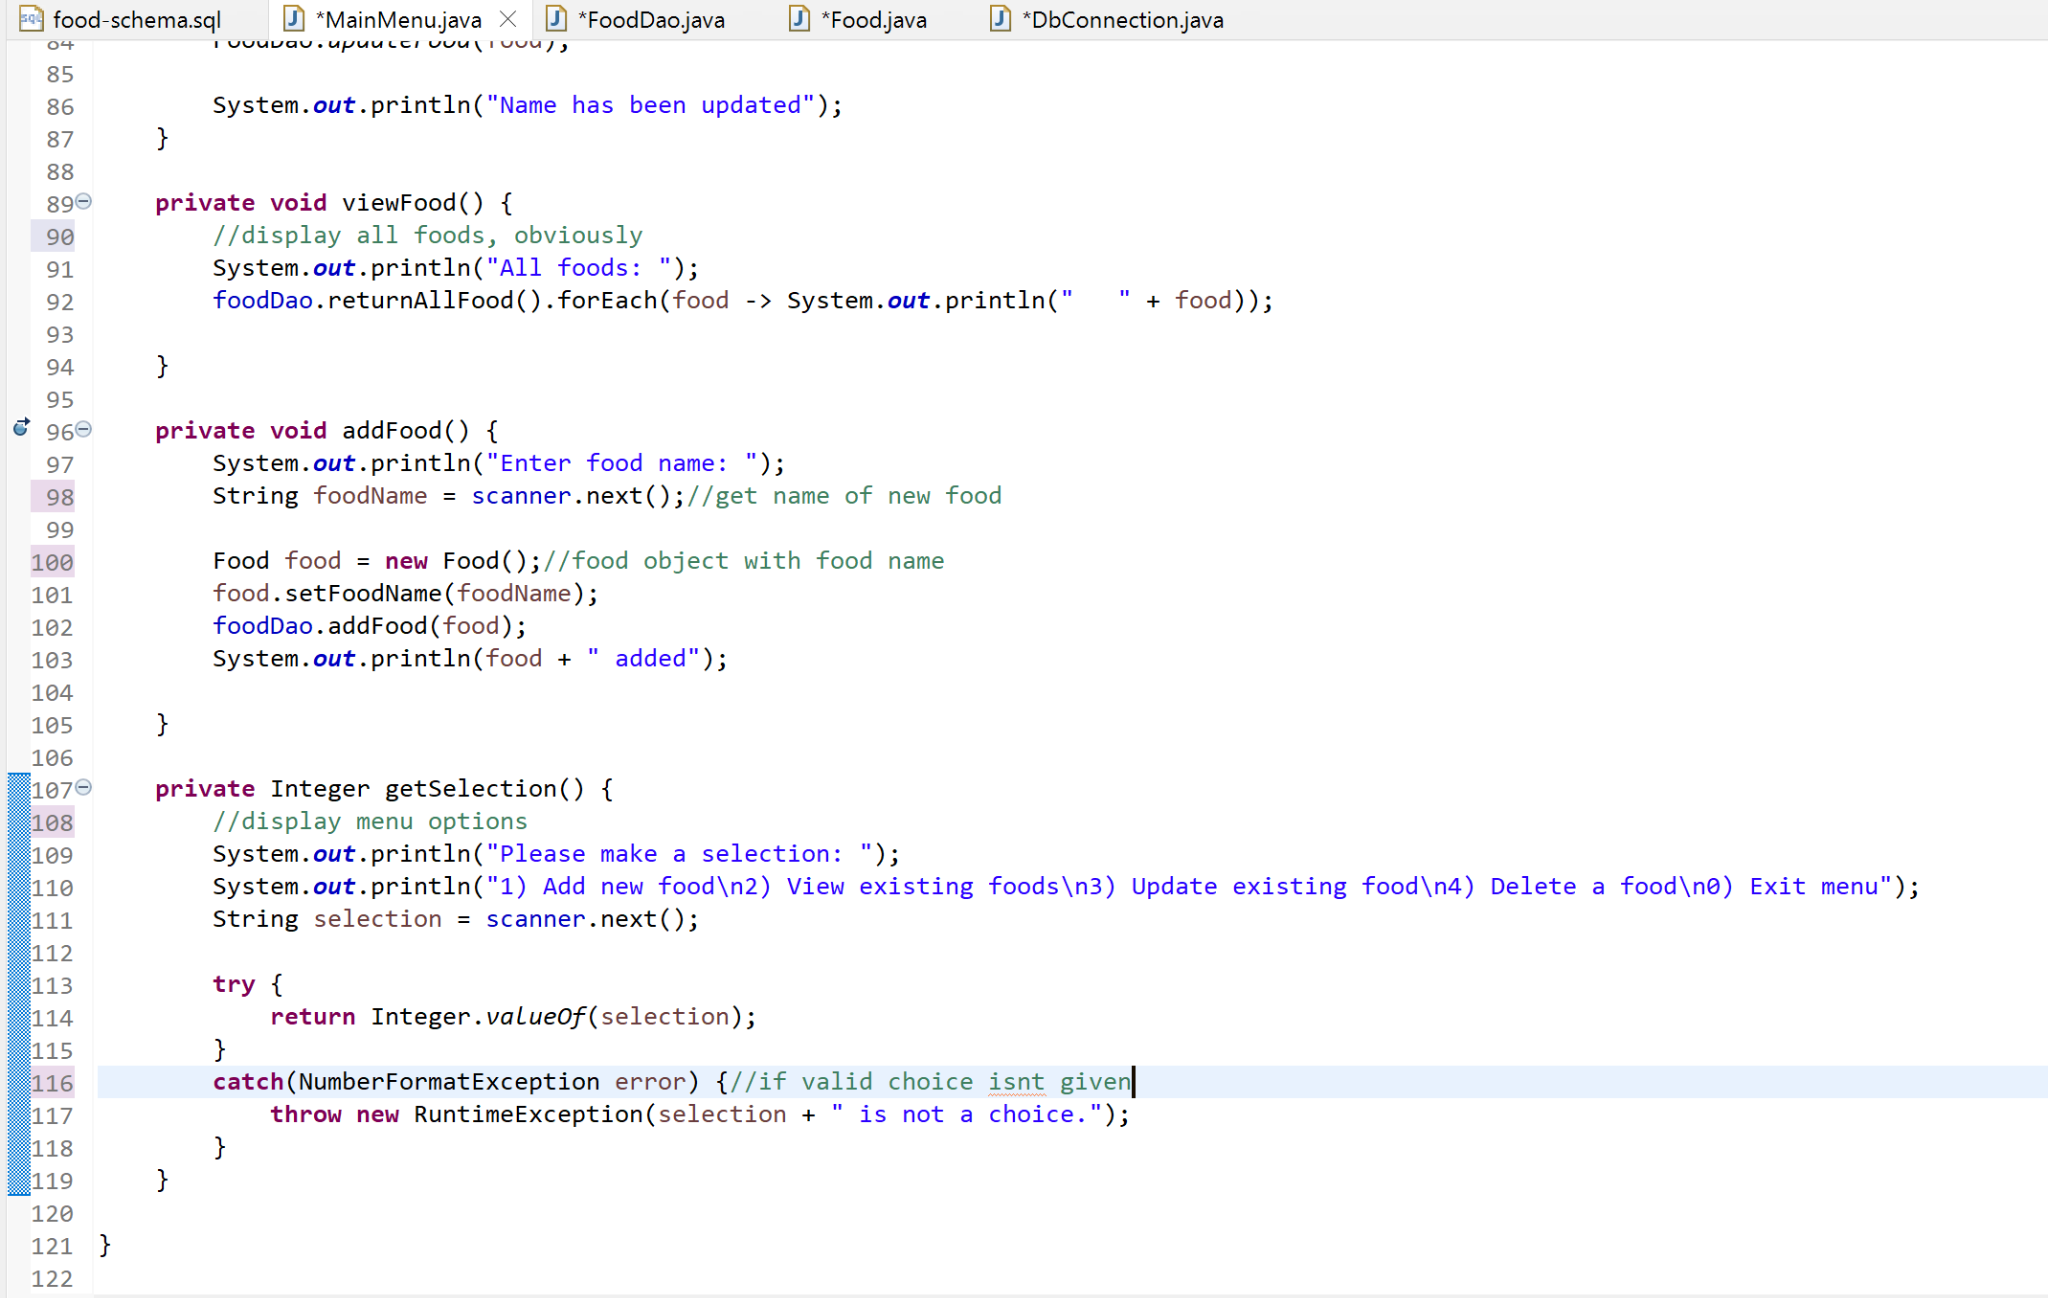 food-schema.sql *MainMenu.java *FoodDao.java *Food.java *DbConnection.java
84 FoodDao.updateFood(food);
85
86 System.out.println("Name has been updated");
87 }
88
89 private void viewFood() {
90 //display all foods, obviously
91 System.out.println("All foods: ");
92 foodDao.returnAllFood().forEach(food -> System.out.println("   " + food));
93
94 }
95
96 private void addFood() {
97 System.out.println("Enter food name: ");
98 String foodName = scanner.next();//get name of new food
99
100 Food food = new Food();//food object with food name
101 food.setFoodName(foodName);
102 foodDao.addFood(food);
103 System.out.println(food + " added");
104
105 }
106
107 private Integer getSelection() {
108 //display menu options
109 System.out.println("Please make a selection: ");
110 System.out.println("1) Add new food\n2) View existing foods\n3) Update existing food\n4) Delete a food\n0) Exit menu");
111 String selection = scanner.next();
112
113 try {
114 return Integer.valueOf(selection);
115 }
116 catch(NumberFormatException error) {//if valid choice isnt given
117 throw new RuntimeException(selection + " is not a choice.");
118 }
119 }
120
121 }
122